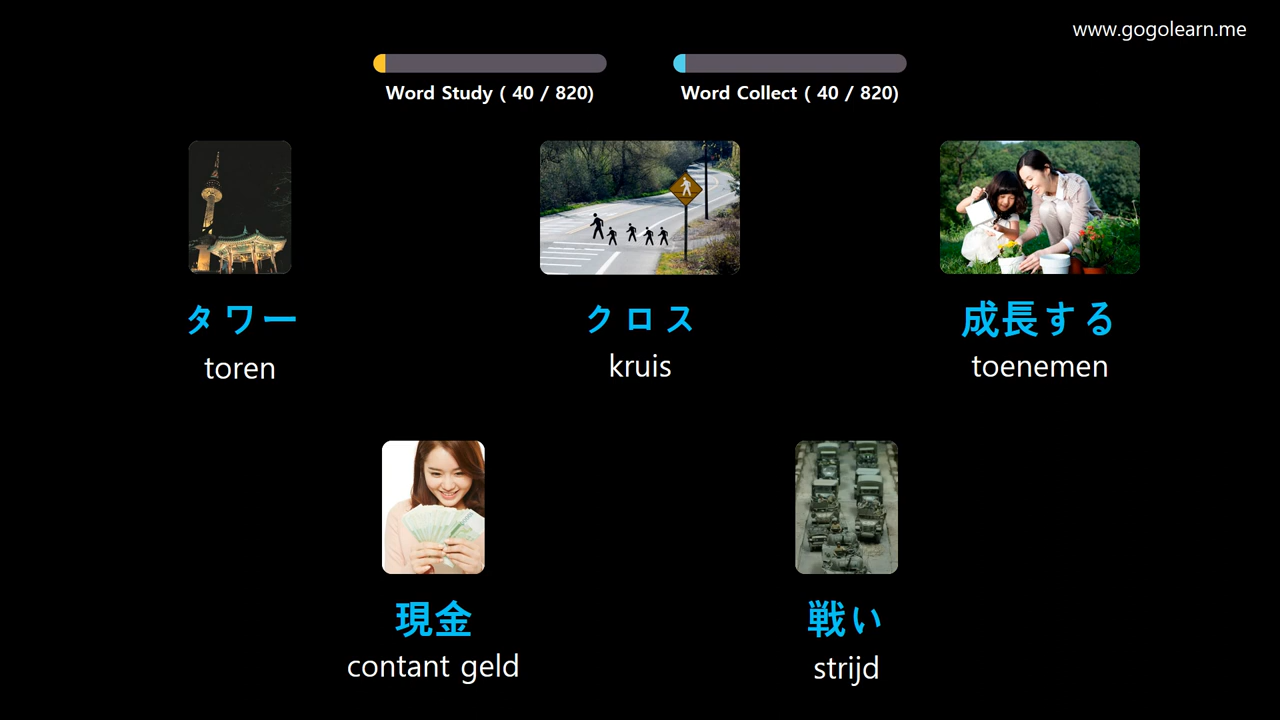 www.gogolearn.me
Word Study ( 40 / 820)
Word Collect ( 40 / 820)
タワー
toren
クロス
kruis
成長する
toenemen
現金
contant geld
戦い
strijd